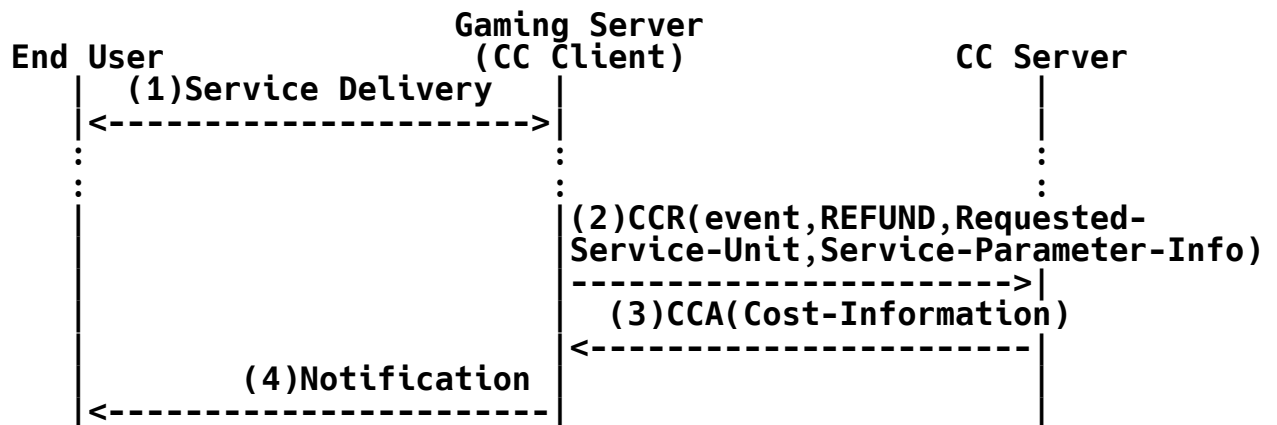 Gaming Server
End User (CC Client) CC Server
(1)Service Delivery
(2)CCR(event,REFUND,Requested-
Service-Unit,Service-Parameter-Info)
(3)CCA(Cost-Information)
(4)Notification